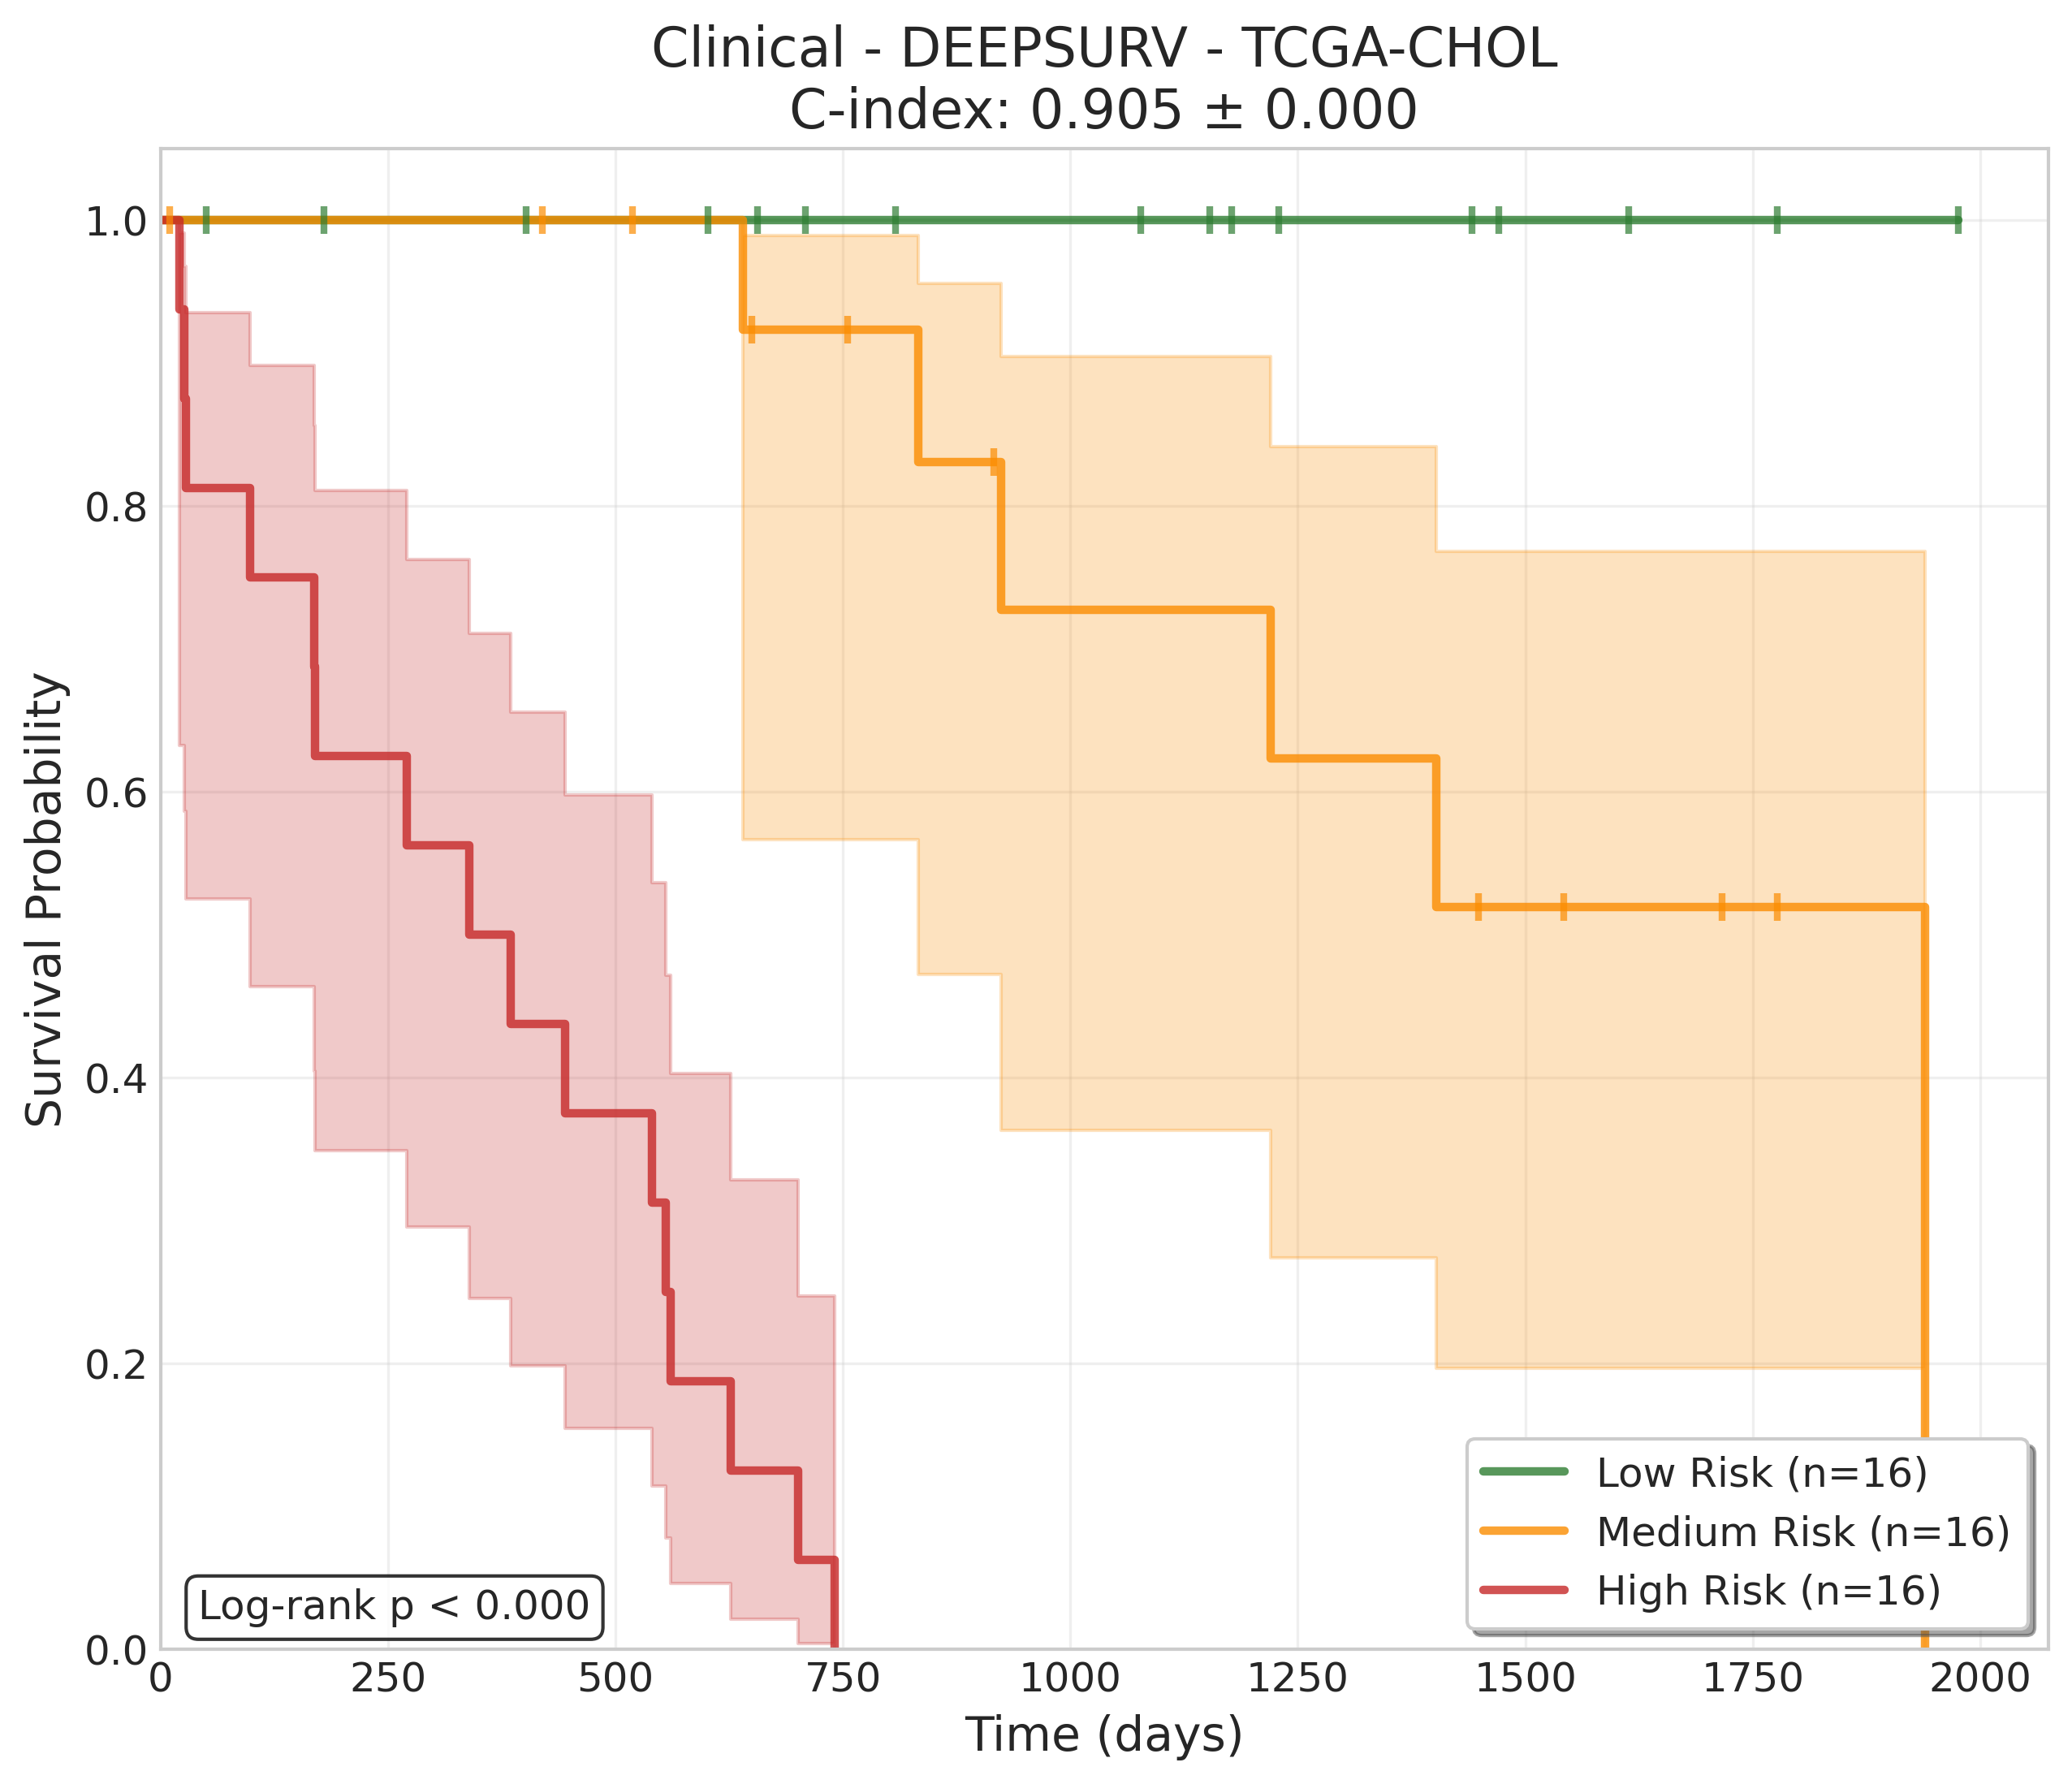 Clinical - DEEPSURV - TCGA-CHOL
C-index: 0.905 ± 0.000
Survival Probability
1.0
0.8
0.6
0.4
0.2
0.0
0 250 500 750 1000 1250 1500 1750 2000
Time (days)
Log-rank p < 0.000
Low Risk (n=16)
Medium Risk (n=16)
High Risk (n=16)